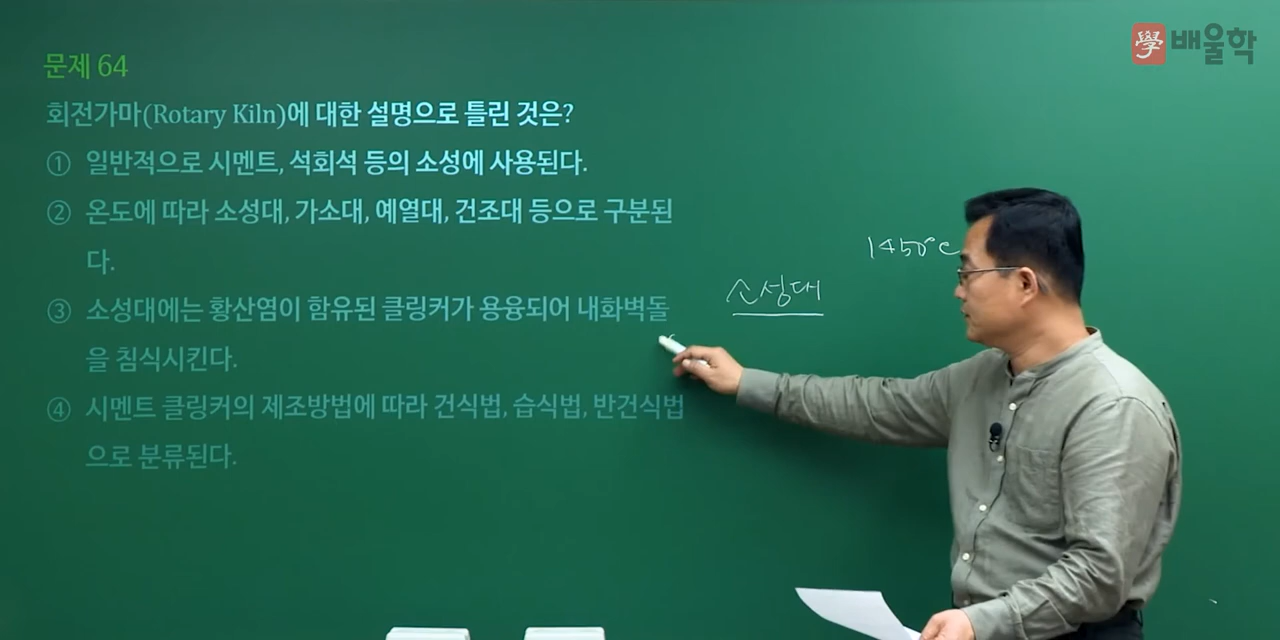 學 배울학
문제 64
회전가마(Rotary Kiln)에 대한 설명으로 틀린 것은?
① 일반적으로 시멘트, 석회석 등의 소성에 사용된다.
② 온도에 따라 소성대, 가소대, 예열대, 건조대 등으로 구분된
다.
③ 소성대에는 황산염이 함유된 클링커가 용융되어 내화벽돌
을 침식시킨다.
④ 시멘트 클링커의 제조방법에 따라 건식법, 습식법, 반건식법
으로 분류된다.
1450℃
소성대